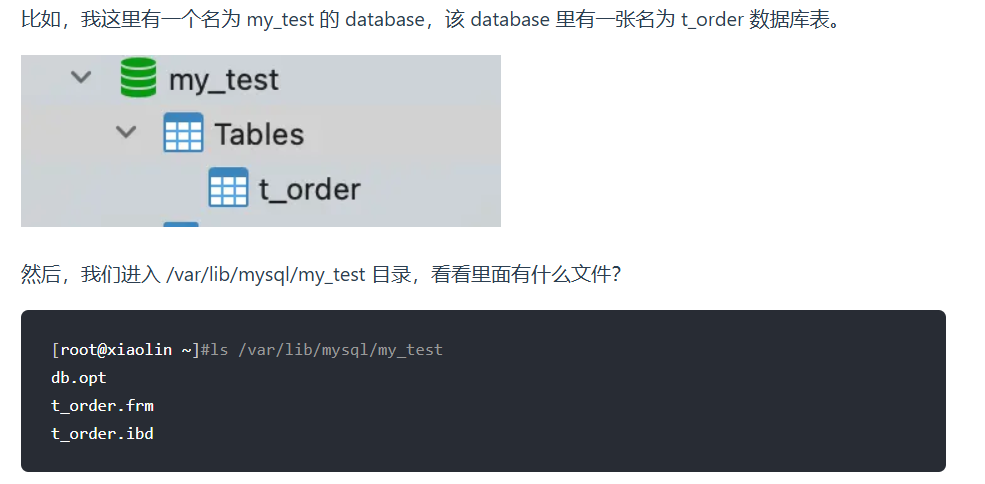 比如，我这里有一个名为 my_test 的 database，该 database 里有一张名为 t_order 数据库表。
my_test
Tables
t_order
然后，我们进入 /var/lib/mysql/my_test 目录，看看里面有什么文件？
[root@xiaolin ~]#ls /var/lib/mysql/my_test
db.opt
t_order.frm
t_order.ibd